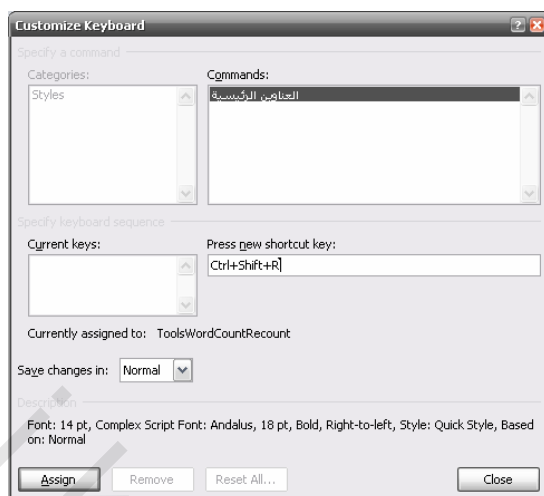 Customize Keyboard
Specify a command
Categories:
Commands:
Styles
العناوين الرئيسية
Specify keyboard sequence
Current keys:
Press new shortcut key:
Ctrl+Shift+R
Currently assigned to: ToolsWordCountRecount
Save changes in: Normal
Description
Font: 14 pt, Complex Script Font: Andalus, 18 pt, Bold, Right-to-left, Style: Quick Style, Based
on: Normal
Assign
Remove
Reset All...
Close